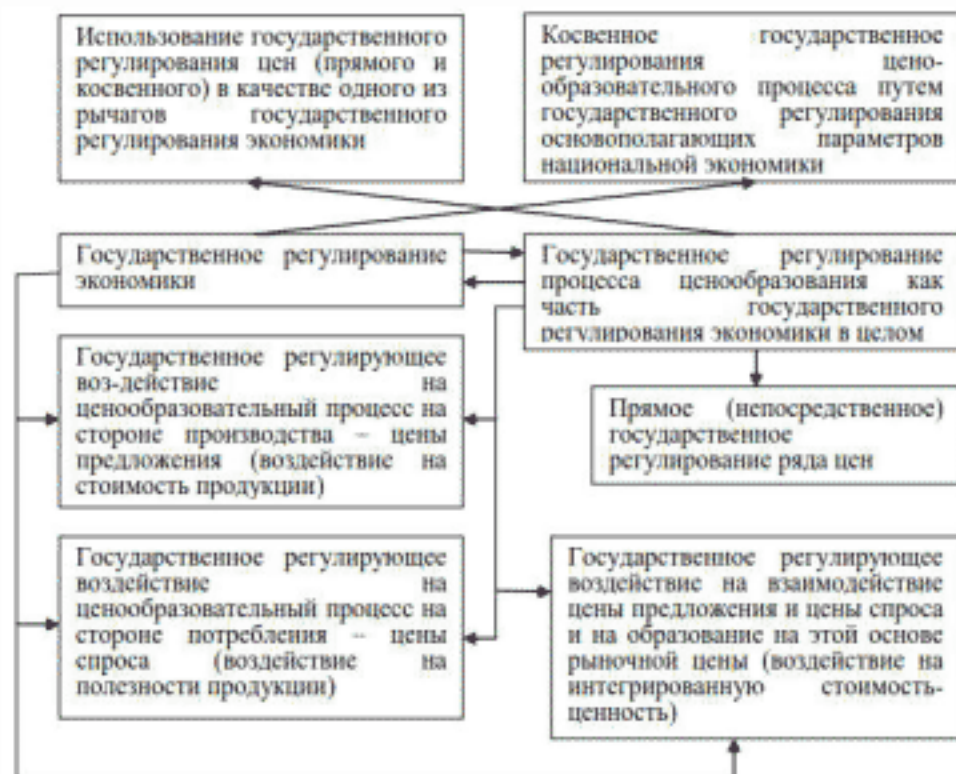 Использование государственного
регулирования цен (прямого и
косвенного) в качестве одного из
рычагов государственного
регулирования экономики
Косвенное государственное
регулирования цено-
образовательного процесса путем
государственного регулирования
основополагающих параметров
национальной экономики
Государственное регулирование
экономики
Государственное регулирование
процесса ценообразования как
часть государственного
регулирования экономики в целом
Государственное регулирующее
воз-действие на
ценообразовательный процесс на
стороне производства – цены
предложения (воздействие на
стоимость продукции)
Прямое (непосредственное)
государственное
регулирование ряда цен
Государственное регулирующее
воздействие на
ценообразовательный процесс на
стороне потребления – цены
спроса (воздействие на
полезности продукции)
Государственное регулирующее
воздействие на взаимодействие
цены предложения и цены спроса
и на образование на этой основе
рыночной цены (воздействие на
интегрированную стоимость-
ценность)